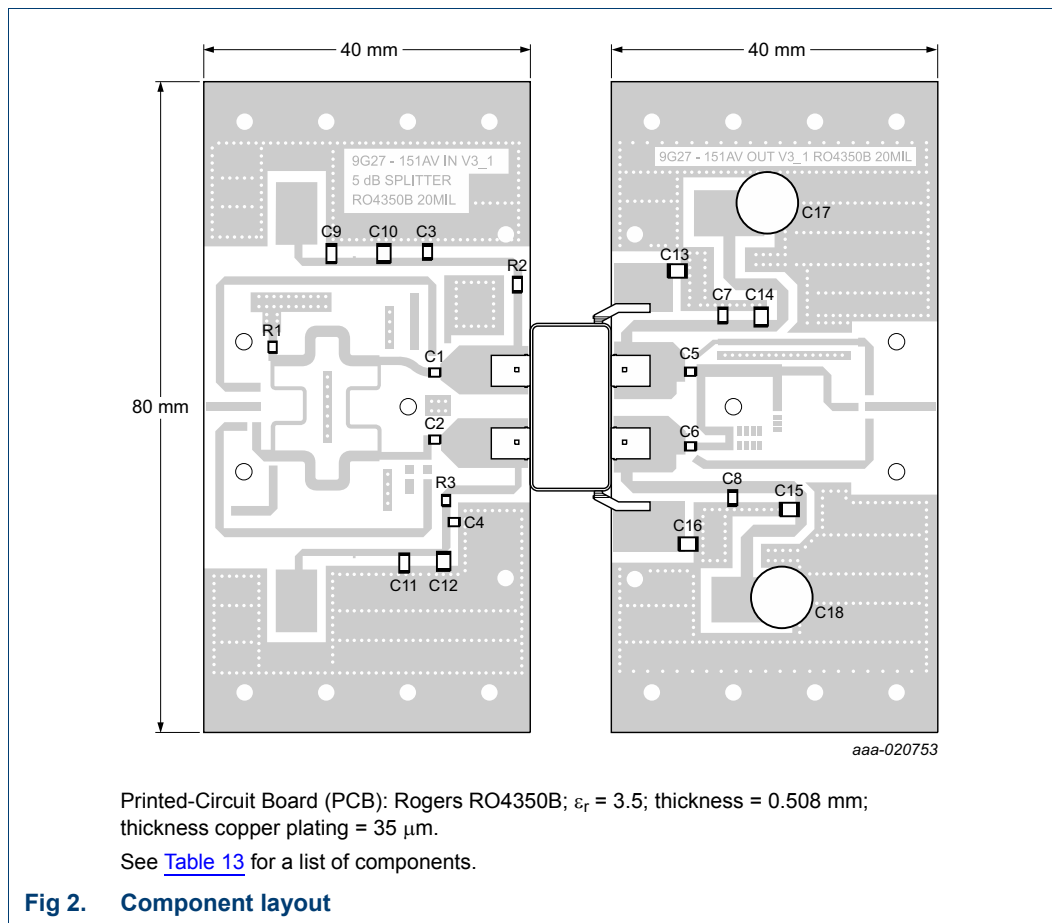 40 mm
40 mm
80 mm
9G27 - 151AV IN V3_1
5 dB SPLITTER
RO4350B 20MIL
9G27 - 151AV OUT V3_1 RO4350B 20MIL
C17
C9
C10
C3
C13
R2
C7
C14
R1
C1
C5
C2
C6
R3
C8
C15
C4
C16
C11
C12
C18
aaa-020753
Printed-Circuit Board (PCB): Rogers RO4350B; εr = 3.5; thickness = 0.508 mm;
thickness copper plating = 35 μm.
See Table 13 for a list of components.
Fig 2. Component layout